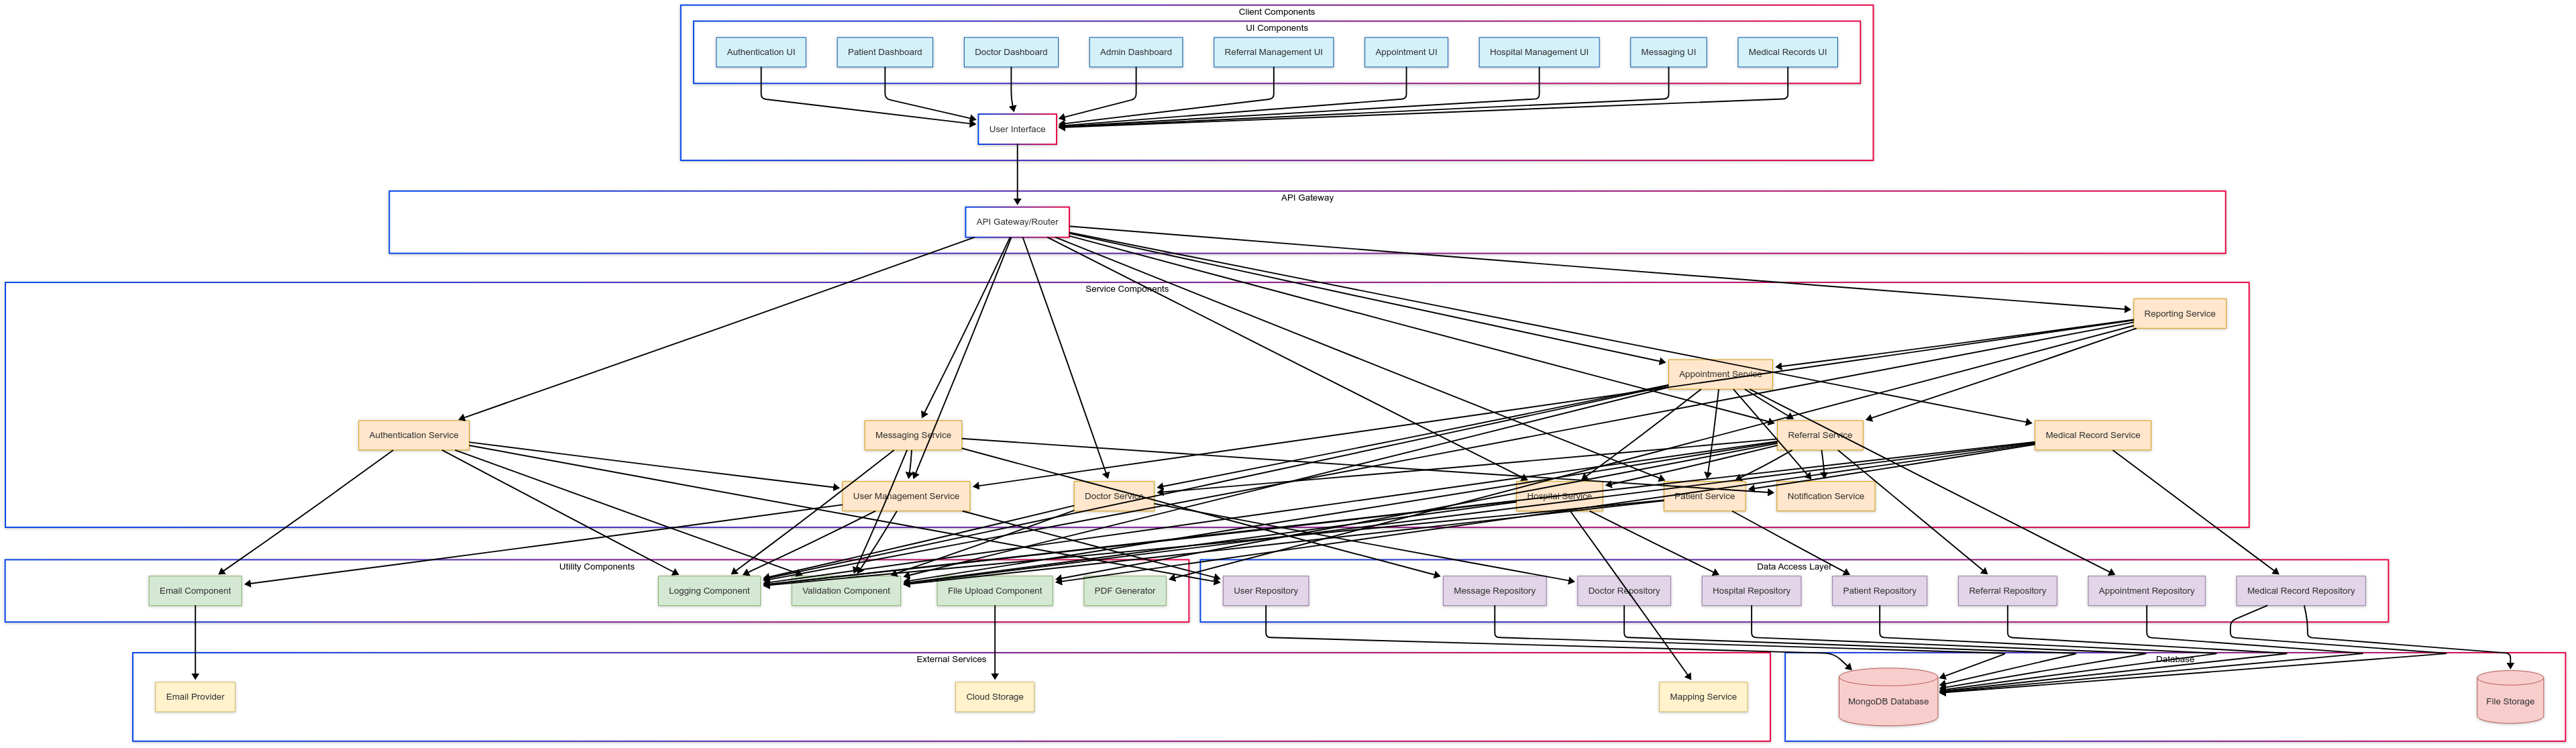 Client Components
UI Components
Authentication UI
Patient Dashboard
Doctor Dashboard
Admin Dashboard
Referral Management UI
Appointment UI
Hospital Management UI
Messaging UI
Medical Records UI
User Interface
API Gateway
API Gateway/Router
Service Components
Reporting Service
Appointment Service
Authentication Service
Messaging Service
Referral Service
Medical Record Service
User Management Service
Doctor Service
Hospital Service
Patient Service
Notification Service
Utility Components
Data Access Layer
Email Component
Logging Component
Validation Component
File Upload Component
PDF Generator
User Repository
Message Repository
Doctor Repository
Hospital Repository
Patient Repository
Referral Repository
Appointment Repository
Medical Record Repository
External Services
Database
Email Provider
Cloud Storage
Mapping Service
MongoDB Database
File Storage